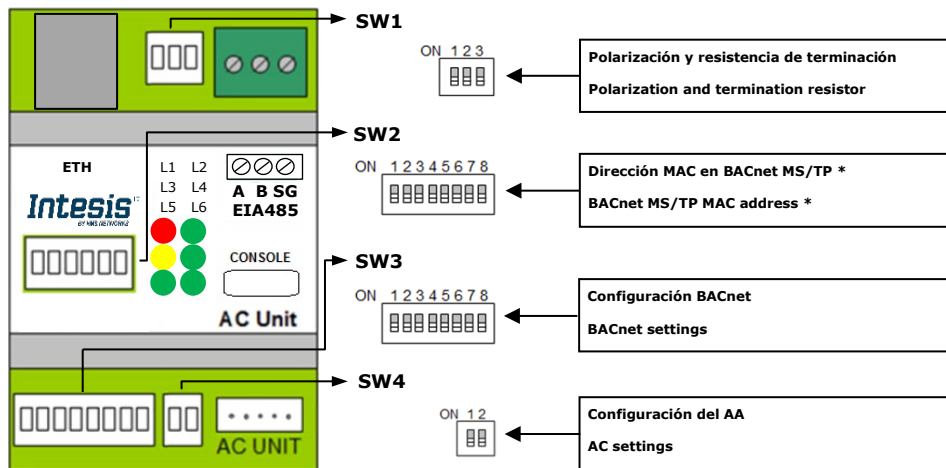 SW1
ON 1 2 3
Polarización y resistencia de terminación
Polarization and termination resistor
SW2
ON 1 2 3 4 5 6 7 8
Dirección MAC en BACnet MS/TP *
BACnet MS/TP MAC address *
ETH
L1 L2
L3 L4
L5 L6
A B SG
EIA485
Intesis
BY HMS NETWORKS
CONSOLE
AC Unit
SW3
ON 1 2 3 4 5 6 7 8
Configuración BACnet
BACnet settings
SW4
ON 1 2
Configuración del AA
AC settings
AC UNIT